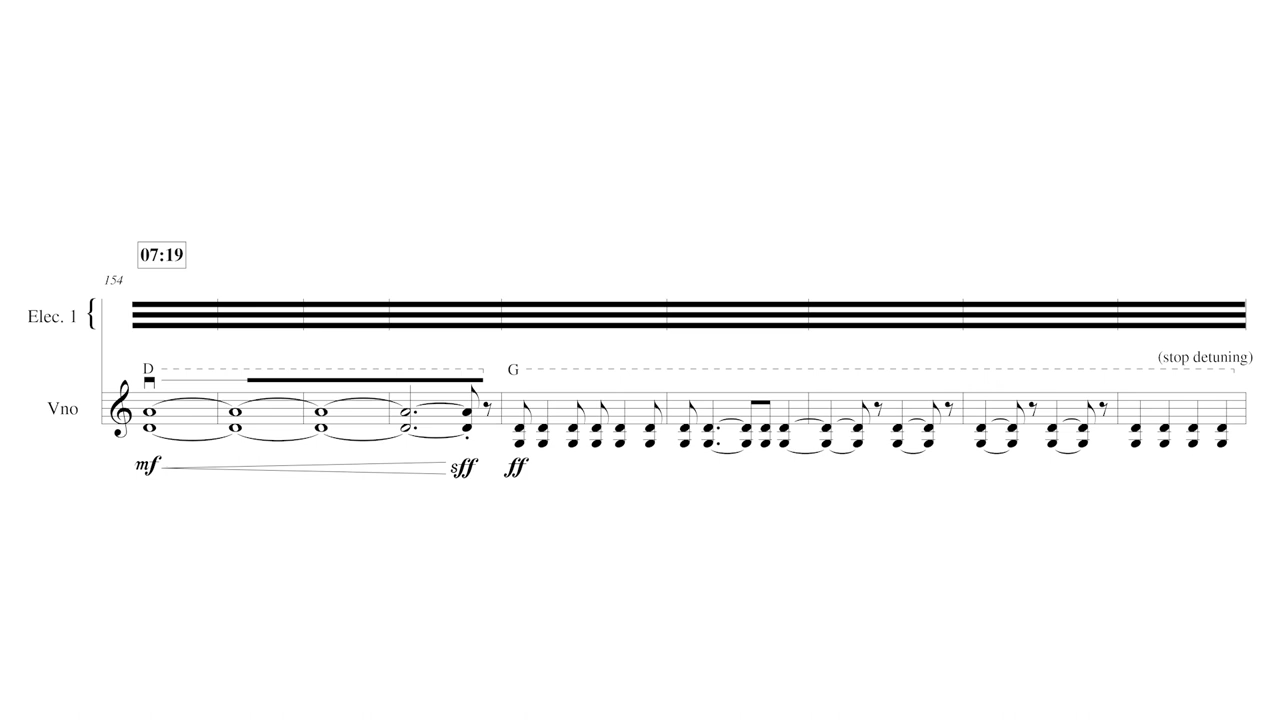 07:19
154
Elec. 1
(stop detuning)
D
G
Vno
mf
sff
ff